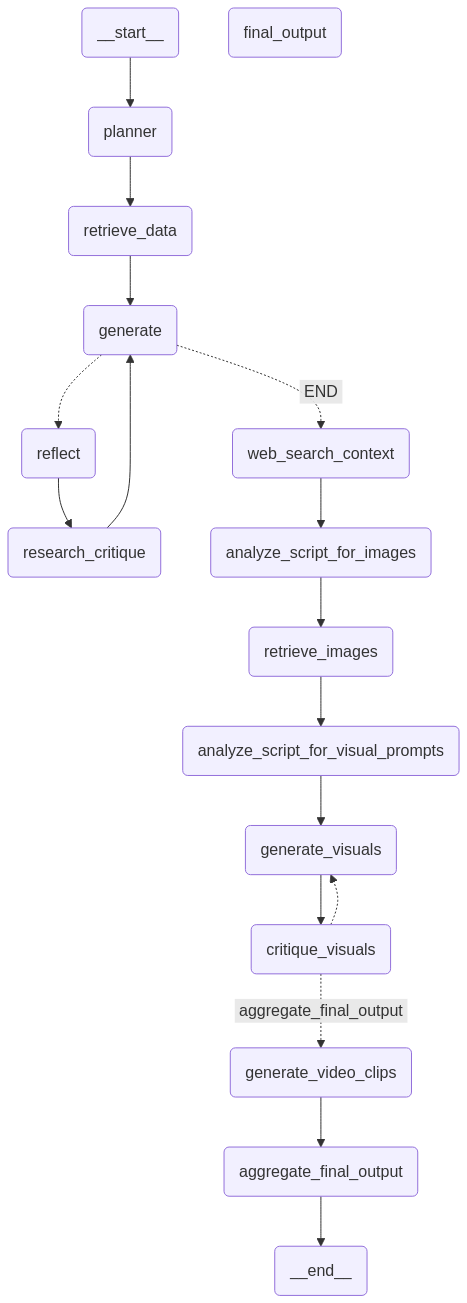 __start__
final_output
planner
retrieve_data
generate
END
reflect
web_search_context
research_critique
analyze_script_for_images
retrieve_images
analyze_script_for_visual_prompts
generate_visuals
critique_visuals
aggregate_final_output
generate_video_clips
aggregate_final_output
__end__